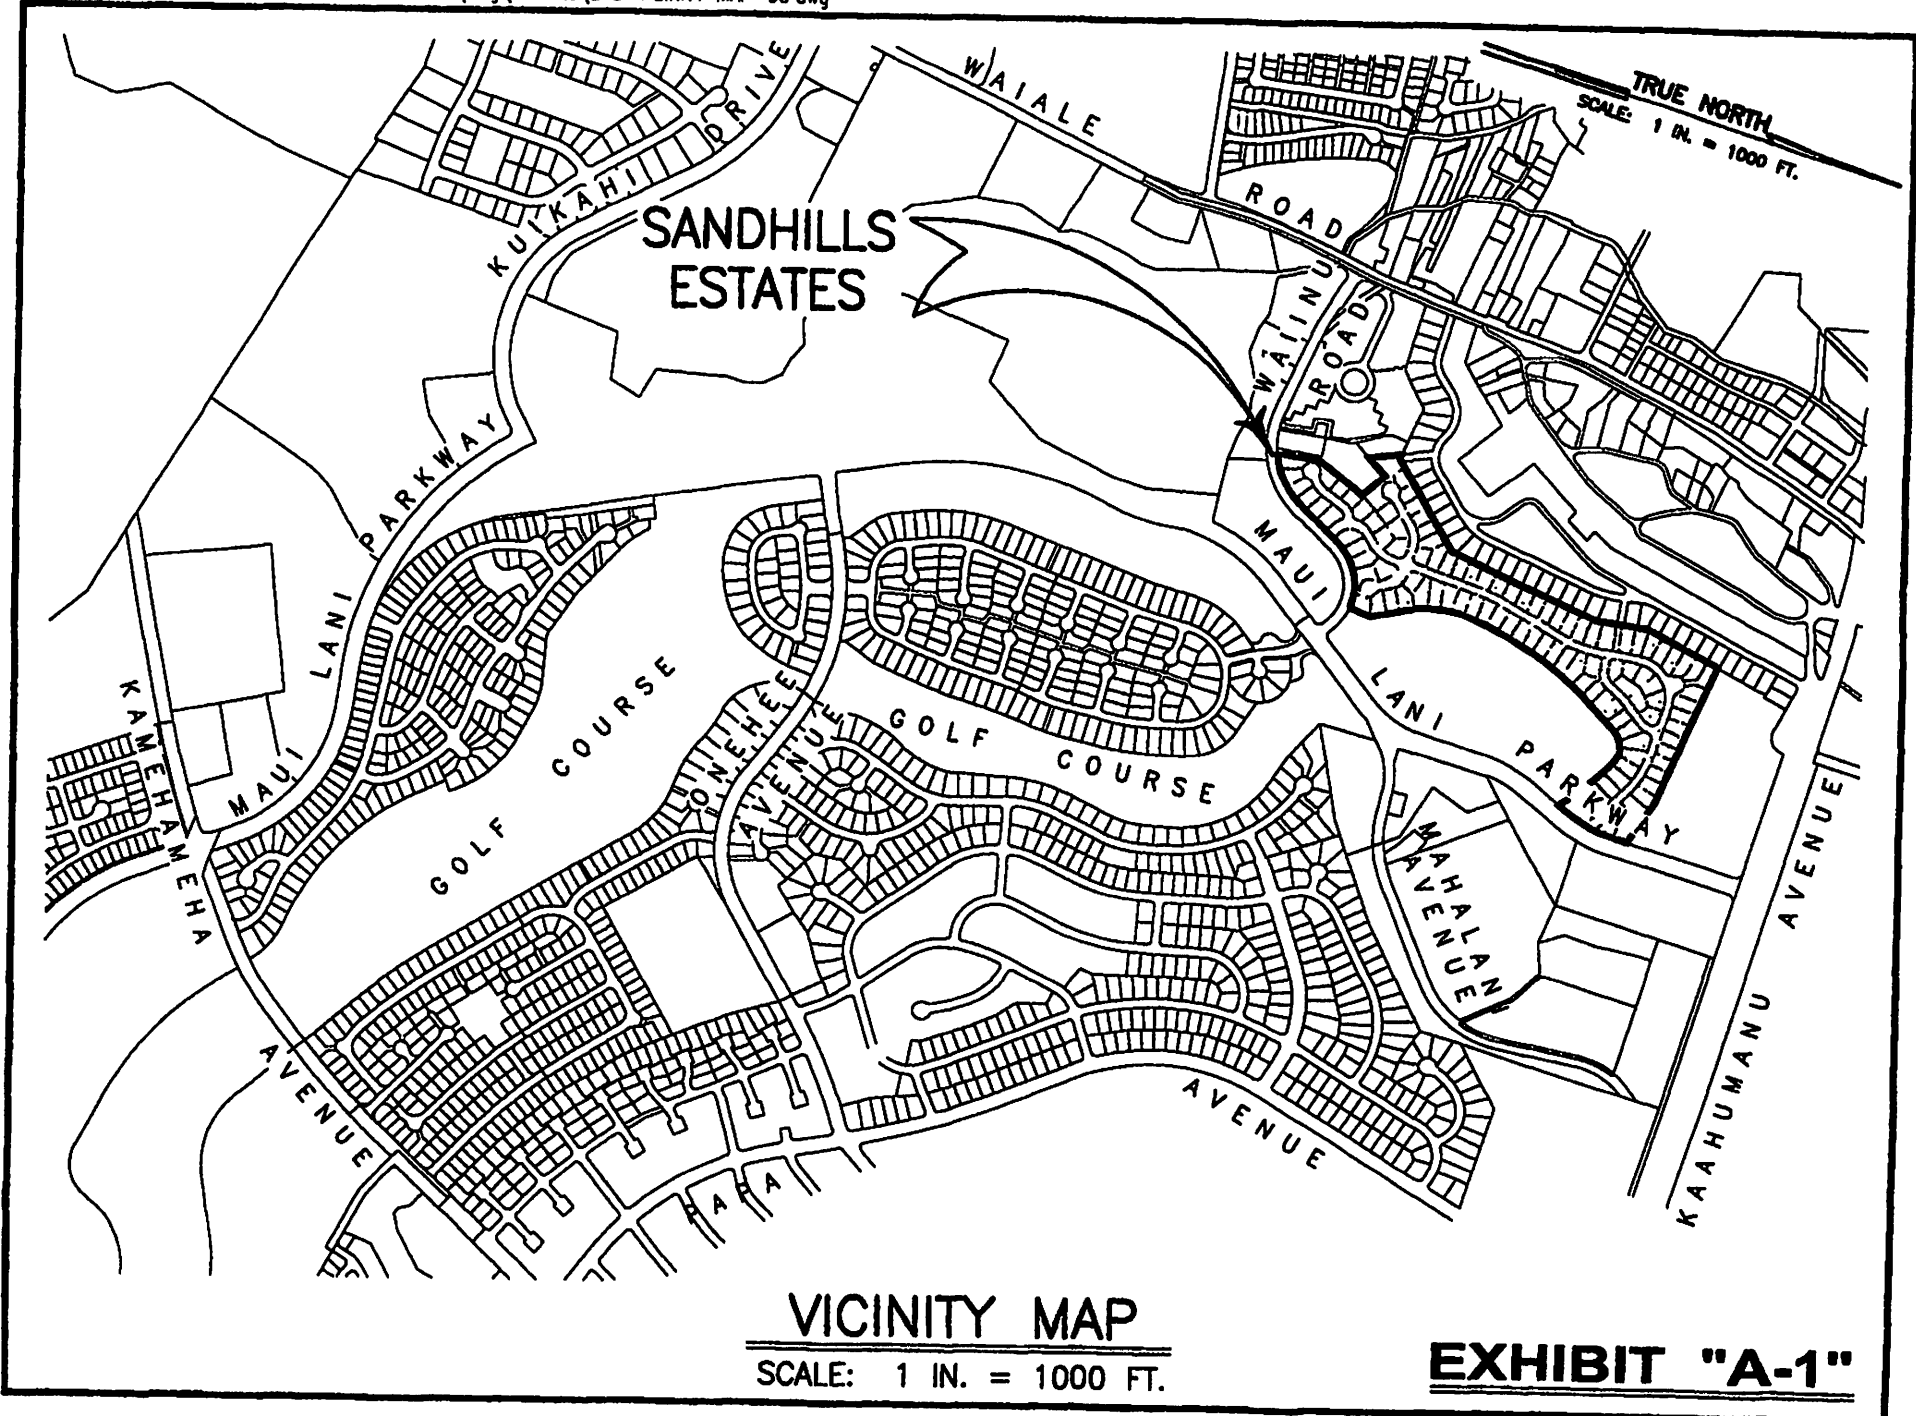 WAIALE
ROAD
TRUE NORTH
SCALE: 1 IN. = 1000 FT.
KUIKAHI DRIVE
SANDHILLS
ESTATES
WAIINU
ROAD
MAUI
LANI
PARKWAY
MAUI
LANI
PARKWAY
GOLF COURSE
GOLF COURSE
ONEHEE
AVENUE
MAHALANI
AVENUE
KAMEHAMEHA
AVENUE
PAPA
AVENUE
KAAHUMANU AVENUE
VICINITY MAP
SCALE: 1 IN. = 1000 FT.
EXHIBIT "A-1"